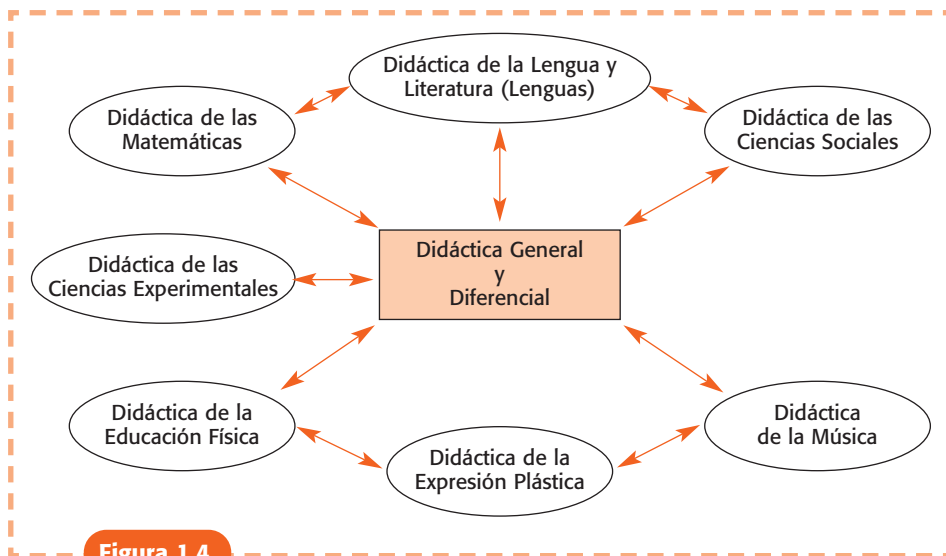 Didáctica de la Lengua y
Literatura (Lenguas)
Didáctica de las
Matemáticas
Didáctica de las
Ciencias Sociales
Didáctica General
y
Diferencial
Didáctica de las
Ciencias Experimentales
Didáctica de la
Educación Física
Didáctica
de la Música
Didáctica de la
Expresión Plástica
Figura 1.4